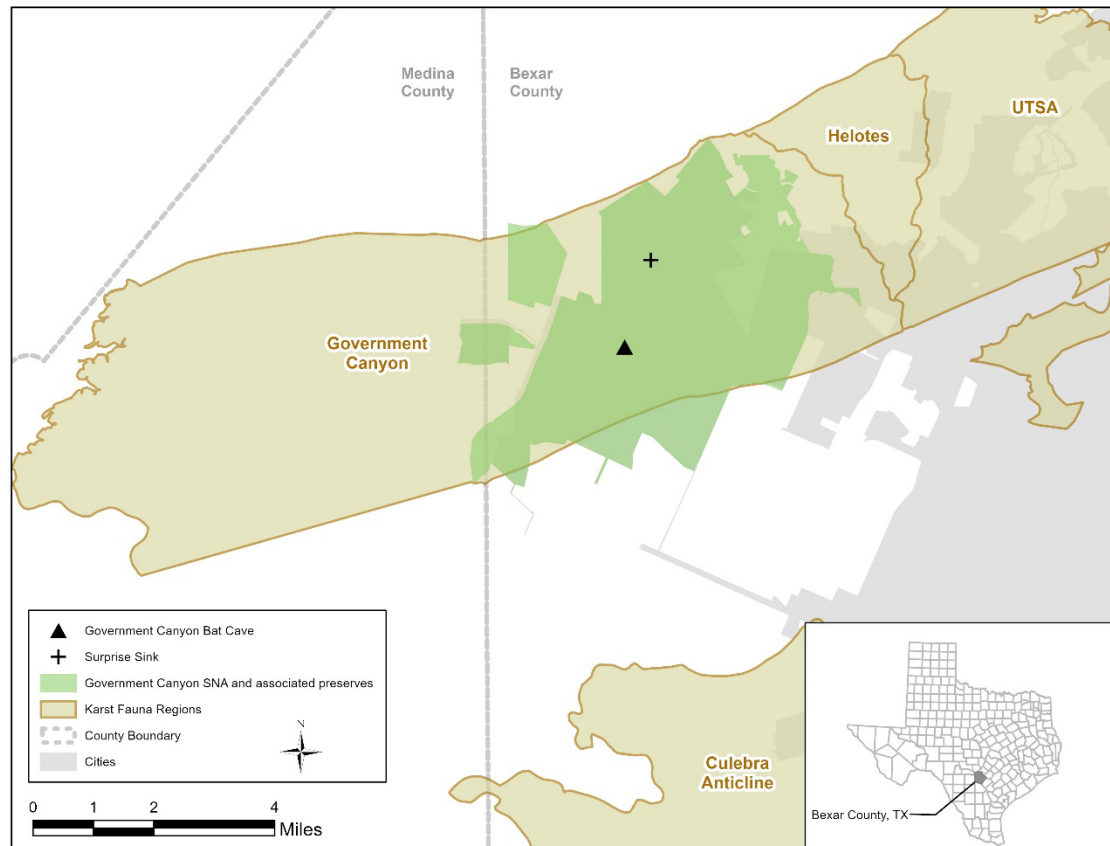 Medina
County
Bexar
County
UTSA
Helotes
Government
Canyon
Culebra
Anticline
Government Canyon Bat Cave
Surprise Sink
Government Canyon SNA and associated preserves
Karst Fauna Regions
County Boundary
Cities
N
0 1 2 4
Miles
Bexar County, TX